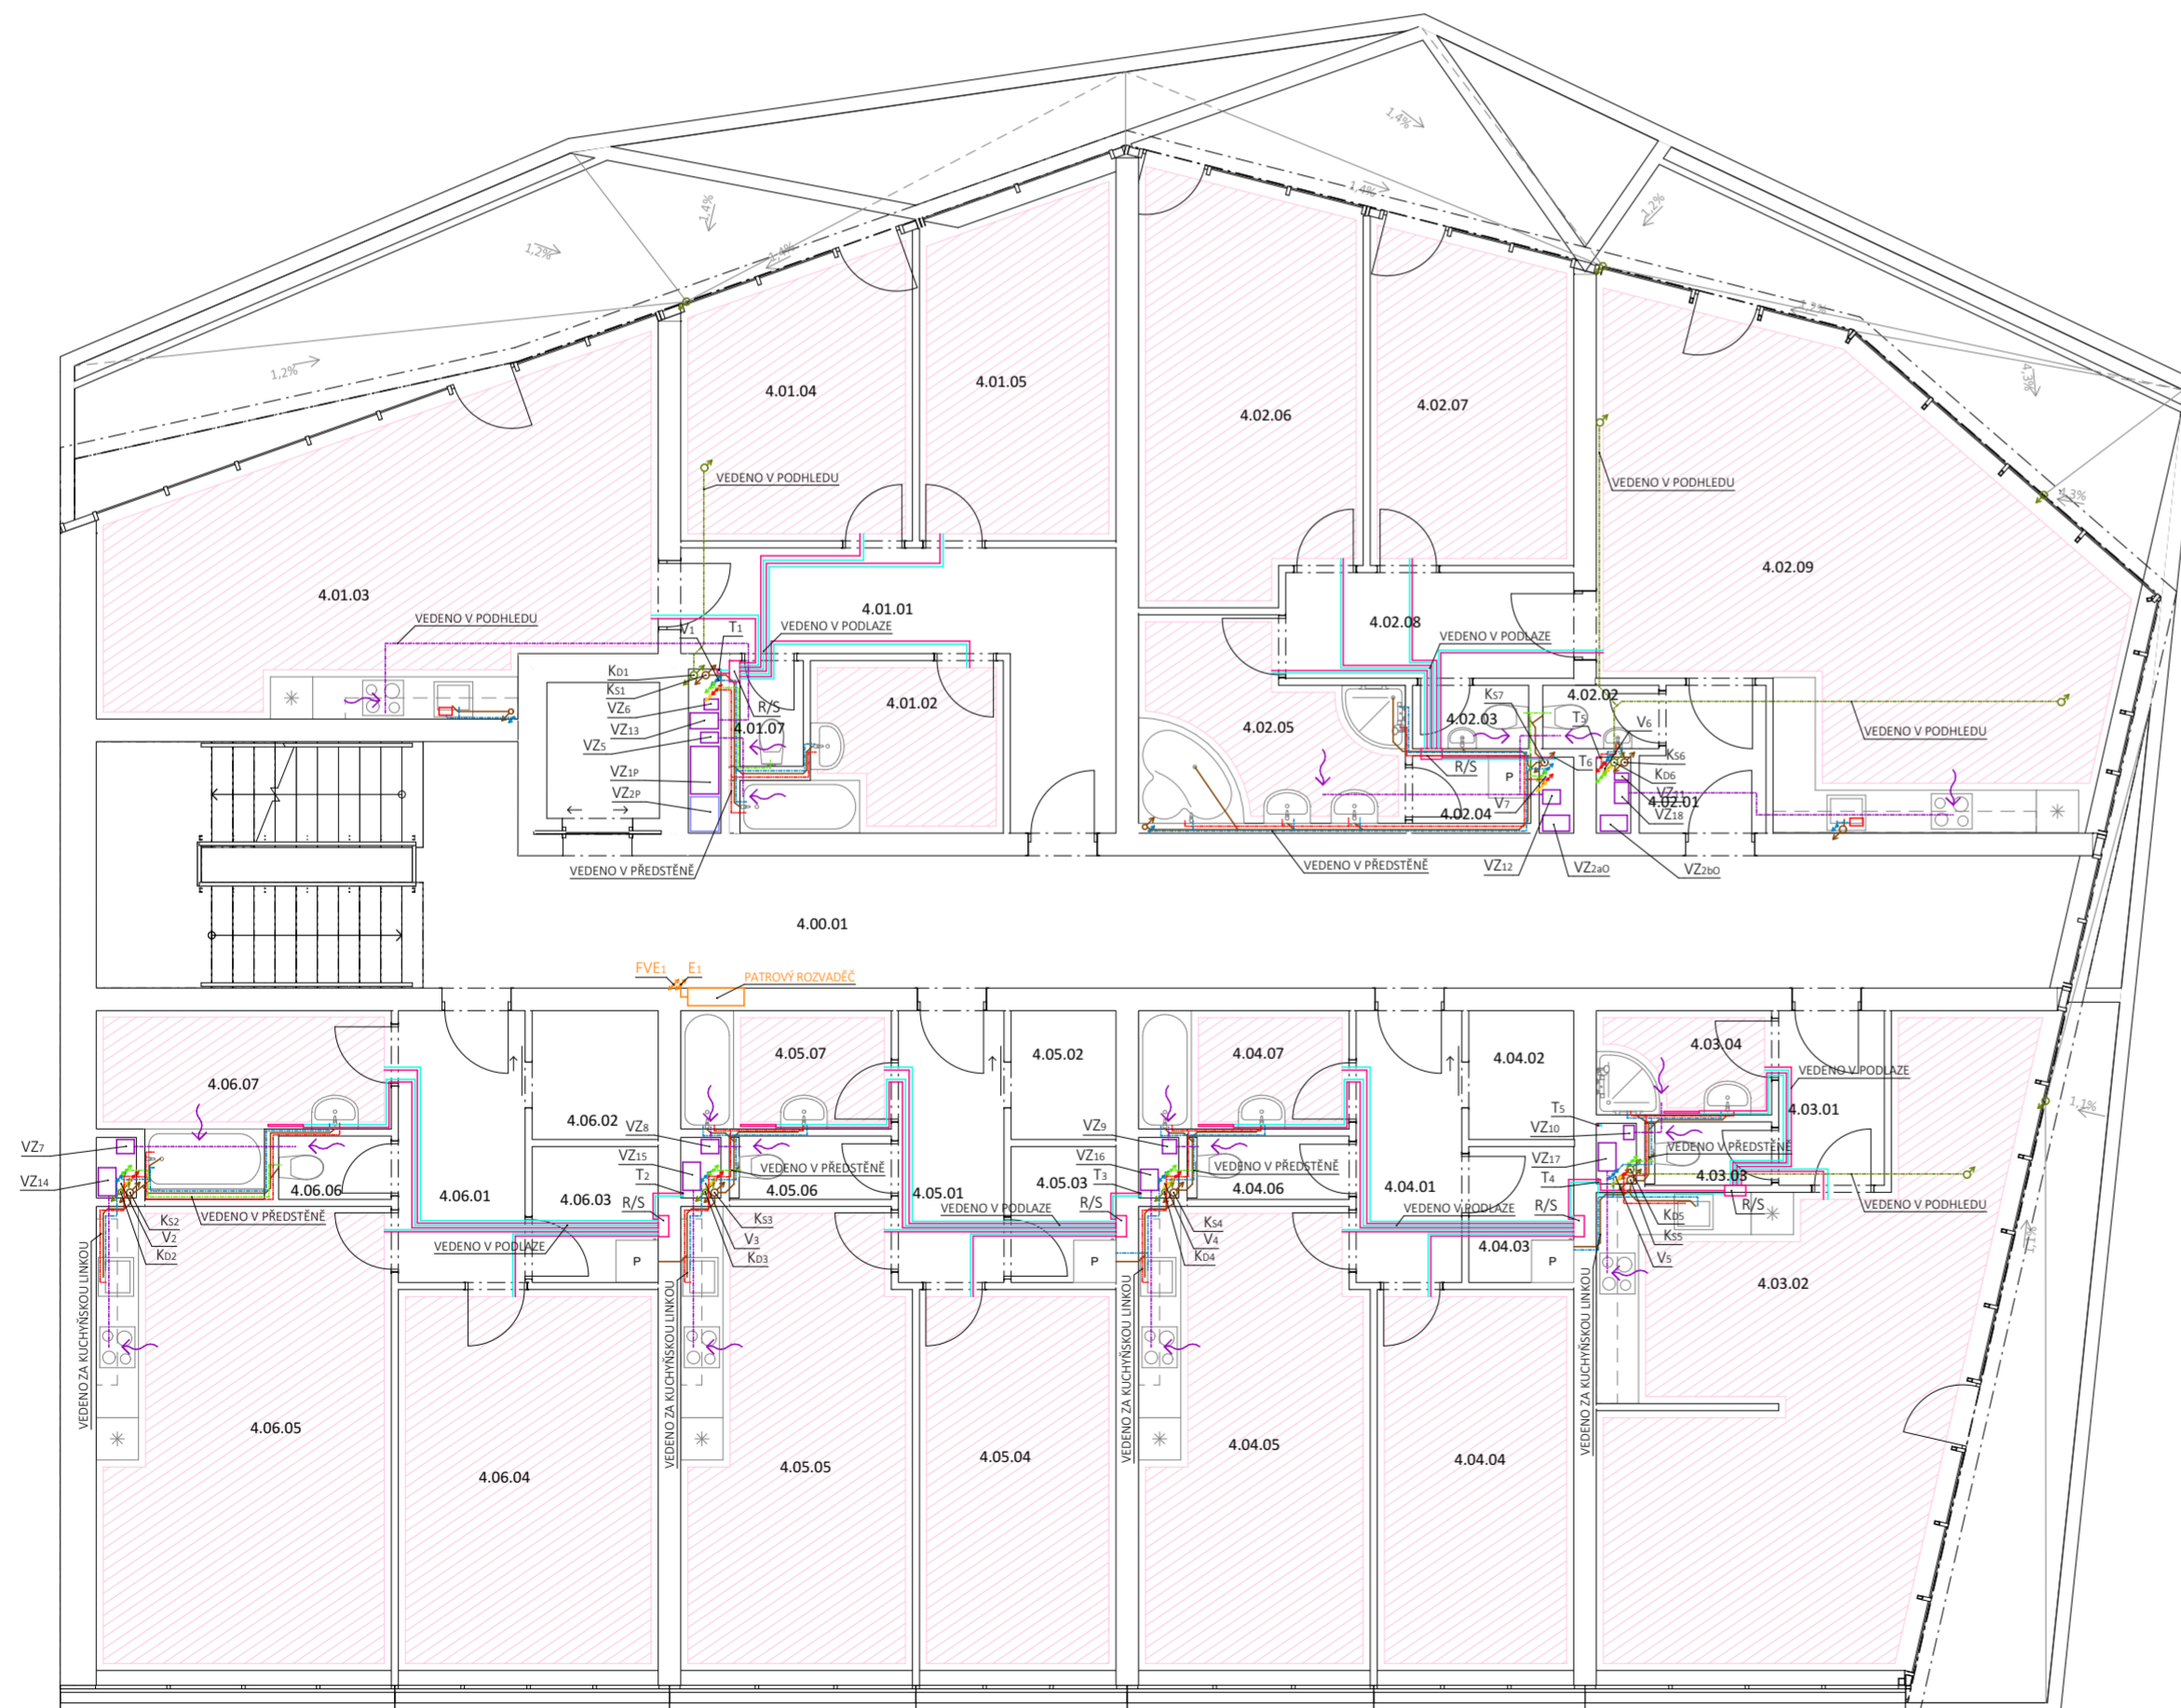 1,4%
1,4%
1,4%
1,2%
1,2%
1,4%
1,2%
1,2%
4,3%
4.01.04
4.01.05
4.02.06
4.02.07
VEDENO V PODHLEDU
VEDENO V PODHLEDU
4,3%
4.01.03
4.01.01
4.02.09
VEDENO V PODHLEDU
V1
T1
VEDENO V PODLAZE
4.02.08
VEDENO V PODLAZE
KD1
KS1
VZ6
VZ13
VZ5
VZ1P
VZ2P
R/S
4.01.07
4.01.02
4.02.05
4.02.03
KS7
4.02.02
T5
V6
VEDENO V PODHLEDU
R/S
P
T6
KS6
KD6
VZ11
4.02.01
VZ18
V7
4.02.04
VEDENO V PŘEDSTĚNĚ
VEDENO V PŘEDSTĚNĚ
VZ12
VZ2aO
VZ2bO
4.00.01
FVE1
E1
PATROVÝ ROZVADĚČ
4.06.07
4.06.02
4.05.07
4.05.02
4.04.07
4.04.02
4.03.04
VEDENO V PODLAZE
4.03.01
1,1%
VZ7
VZ14
VZ8
VZ15
T2
R/S
VZ9
VZ16
T3
R/S
T5
VZ10
VZ17
T4
R/S
VEDENO V PŘEDSTĚNĚ
VEDENO V PŘEDSTĚNĚ
VEDENO V PŘEDSTĚNĚ
4.06.06
4.06.01
4.06.03
4.05.06
4.05.01
4.05.03
4.04.06
4.04.01
4.03.03
R/S
VEDENO V PODHLEDU
VEDENO V PŘEDSTĚNĚ
KS2
V2
KD2
VEDENO V PODLAZE
P
KS3
V3
KD3
VEDENO V PODLAZE
P
KS4
V4
KD4
VEDENO V PODLAZE
4.04.03
P
KD5
KS5
V5
1,1%
4.03.02
VEDENO ZA KUCHYŇSKOU LINKOU
VEDENO ZA KUCHYŇSKOU LINKOU
VEDENO ZA KUCHYŇSKOU LINKOU
VEDENO ZA KUCHYŇSKOU LINKOU
4.06.05
4.06.04
4.05.05
4.05.04
4.04.05
4.04.04